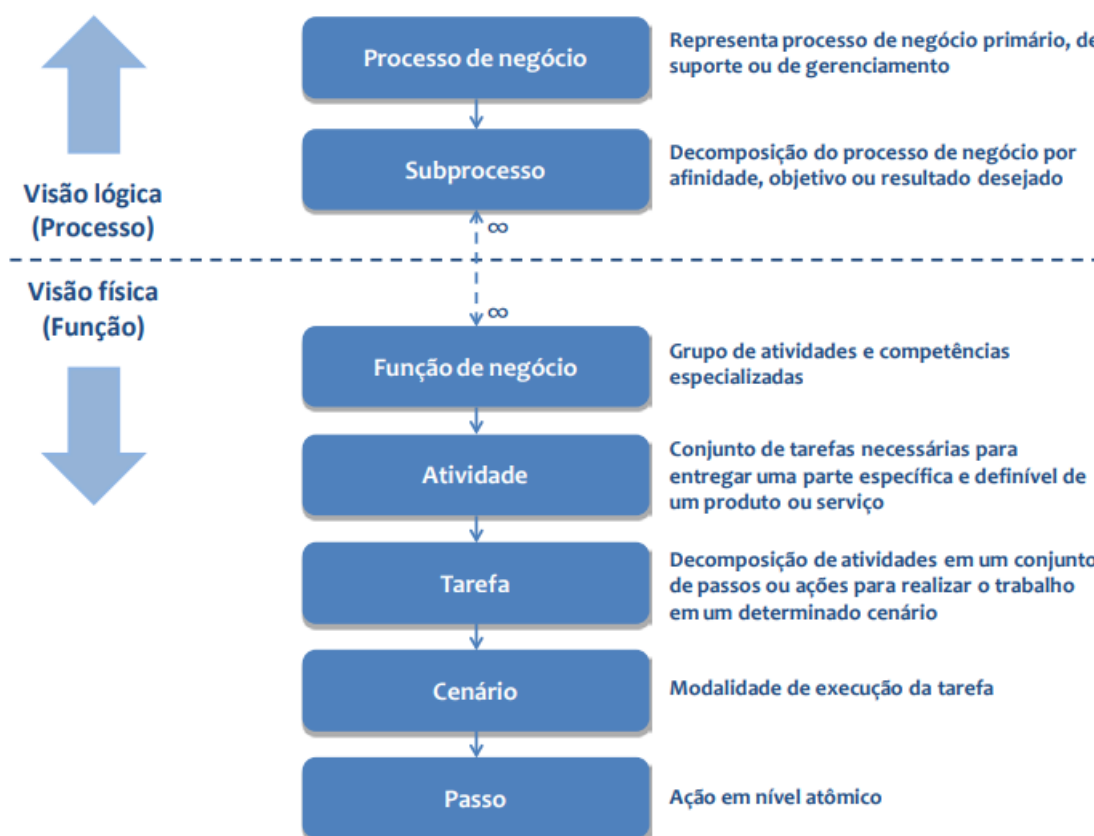 Processo de negócio
Representa processo de negócio primário, de
suporte ou de gerenciamento
Subprocesso
Decomposição do processo de negócio por
afinidade, objetivo ou resultado desejado
Visão lógica
(Processo)
∞
∞
Visão física
(Função)
Função de negócio
Grupo de atividades e competências
especializadas
Atividade
Conjunto de tarefas necessárias para
entregar uma parte específica e definível de
um produto ou serviço
Tarefa
Decomposição de atividades em um conjunto
de passos ou ações para realizar o trabalho
em um determinado cenário
Cenário
Modalidade de execução da tarefa
Passo
Ação em nível atômico